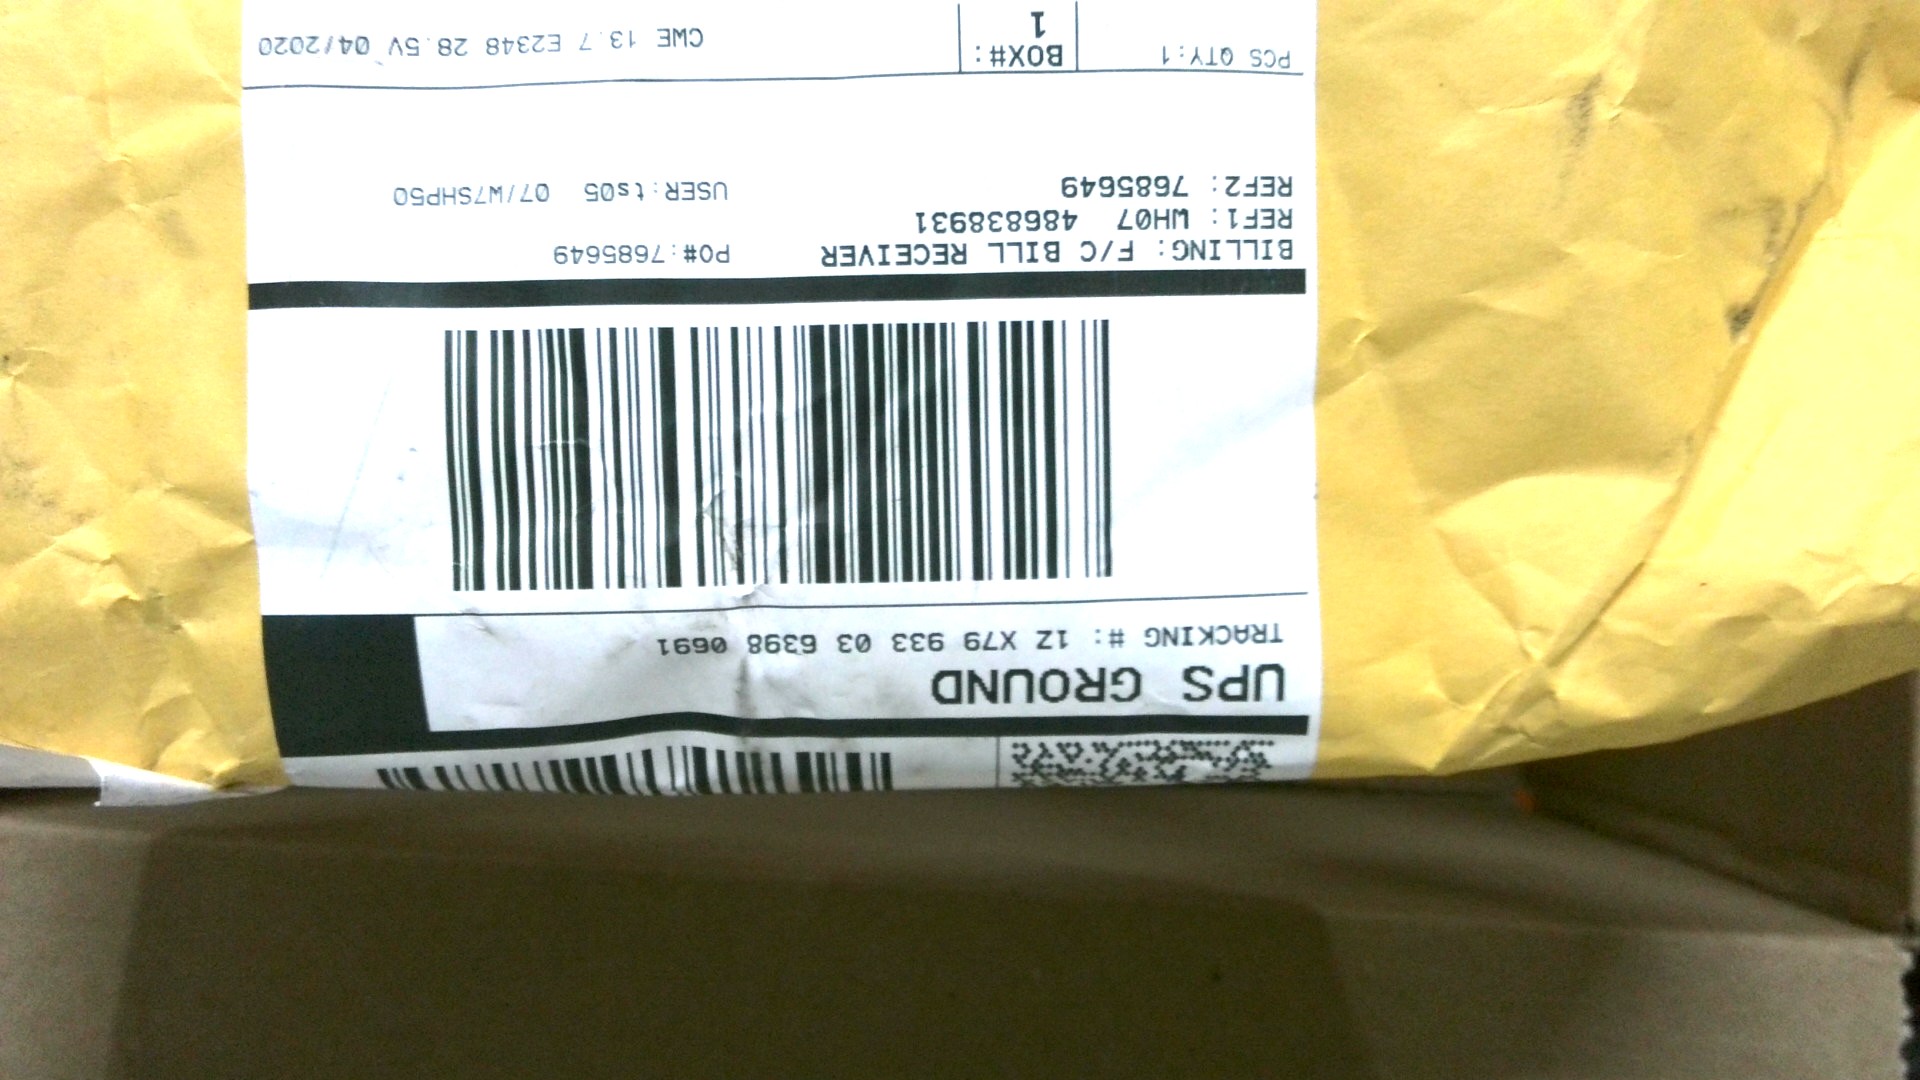 UPS GROUND
TRACKING #: 1Z X79 933 03 6398 0691
BILLING: F/C BILL RECEIVER PO#:7685649
REF1: WH07 486838931
REF2: 7685649 USER:ts05 07/W7SHP50
PCS QTY:1 BOX#: CWE 13.7 E2348 28.5V 04/2020
1